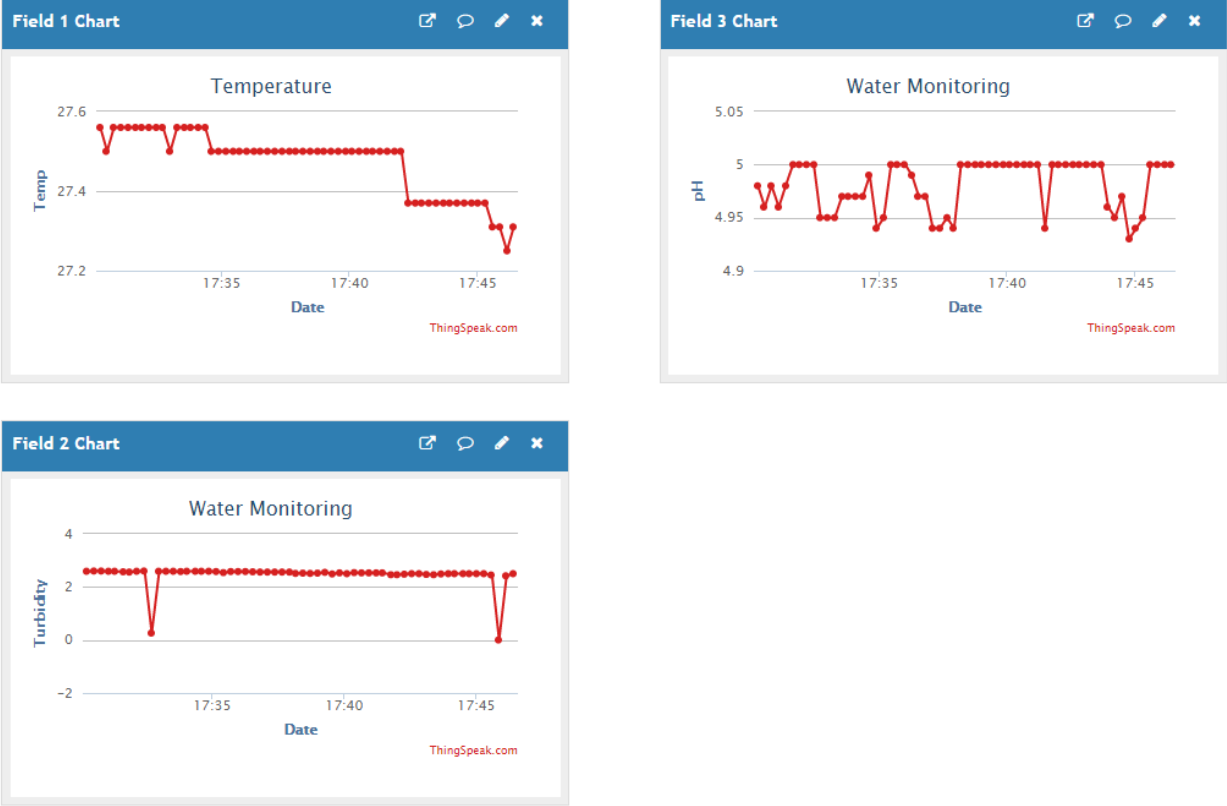 Field 1 Chart
Temperature
27.6
27.4
27.2
Temp
17:35 17:40 17:45
Date
ThingSpeak.com
Field 3 Chart
Water Monitoring
5.05
5
4.95
4.9
pH
17:35 17:40 17:45
Date
ThingSpeak.com
Field 2 Chart
Water Monitoring
4
2
0
-2
Turbidity
17:35 17:40 17:45
Date
ThingSpeak.com